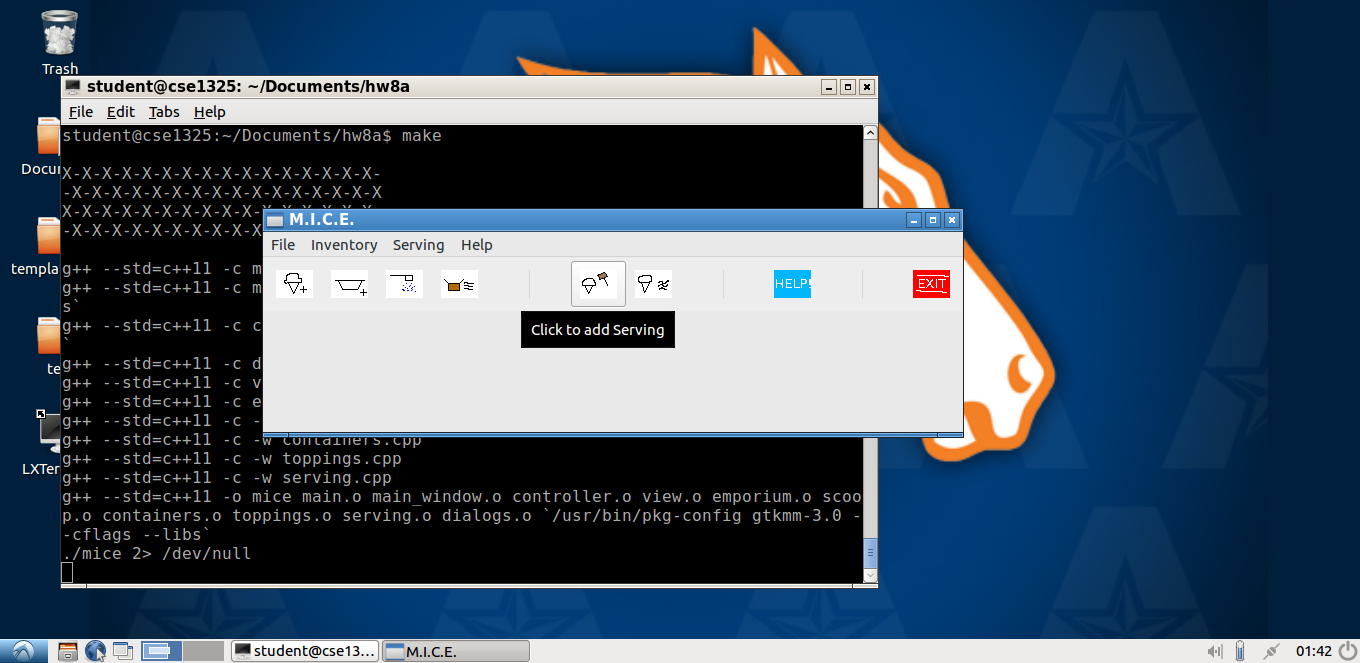 Trash
Docu
templa
te
LXTer
student@cse1325: ~/Documents/hw8a
File Edit Tabs Help
student@cse1325:~/Documents/hw8a$ make
X-X-X-X-X-X-X-X-X-X-X-X-X-X-X-X-
-X-X-X-X-X-X-X-X-X-X-X-X-X-X-X-X
X-X-X-X-X-X-X-X-X-X-X-X-X-X-X-X-
-X-X-X-X-X-X-X-X-X-X
g++ --std=c++11 -c m
g++ --std=c++11 -c m
s`
g++ --std=c++11 -c c
`
g++ --std=c++11 -c d
g++ --std=c++11 -c v
g++ --std=c++11 -c e
g++ --std=c++11 -c -
g++ --std=c++11 -c -w containers.cpp
g++ --std=c++11 -c -w toppings.cpp
g++ --std=c++11 -c -w serving.cpp
g++ --std=c++11 -o mice main.o main_window.o controller.o view.o emporium.o scoo
p.o containers.o toppings.o serving.o dialogs.o `/usr/bin/pkg-config gtkmm-3.0 -
-cflags --libs`
./mice 2> /dev/null
M.I.C.E.
File Inventory Serving Help
HELP!
EXIT
Click to add Serving
student@cse13...
M.I.C.E.
01:42